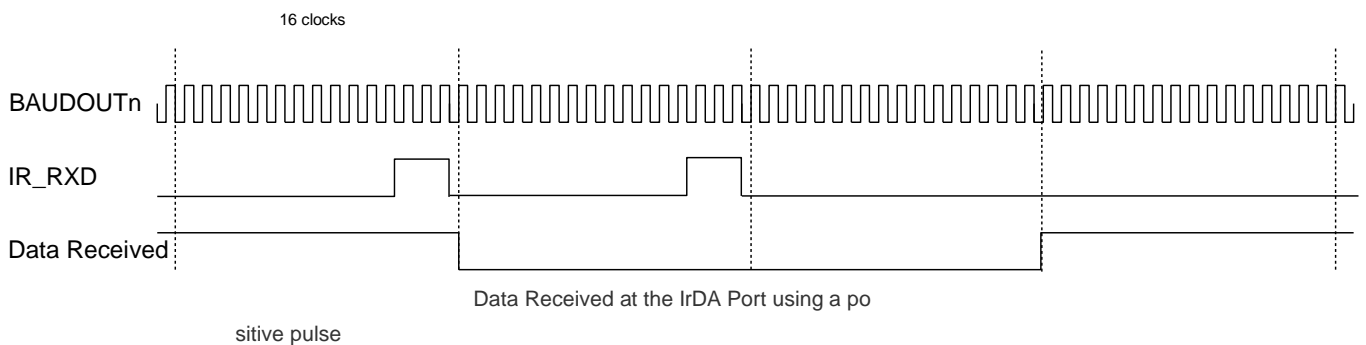 16 clocks
BAUDOUTn
IR_RXD
Data Received
Data Received at the IrDA Port using a po
sitive pulse